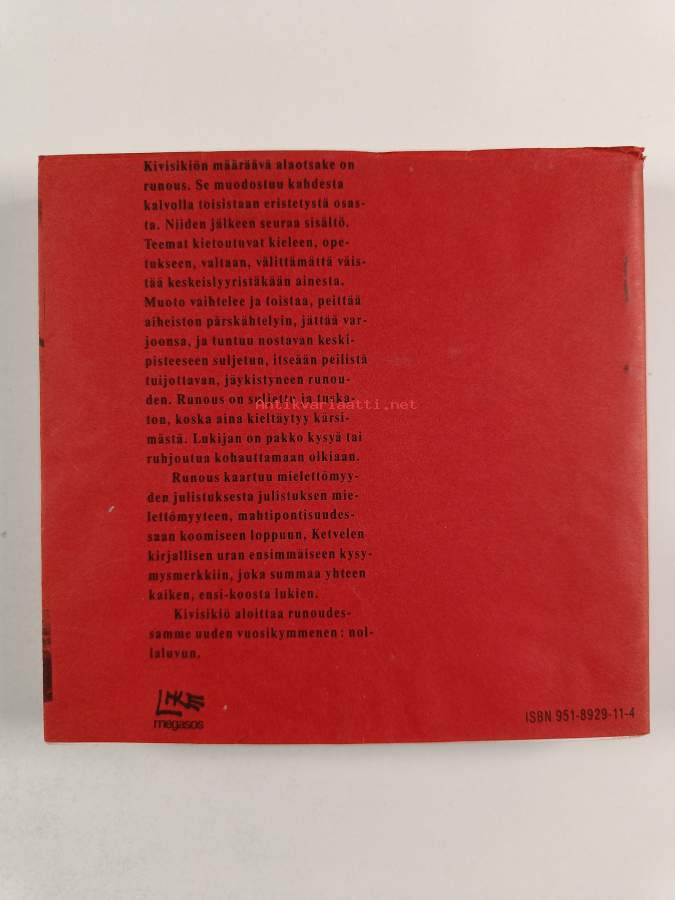 Kivisikiön määräävä alaotsake on
runous. Se muodostuu kahdesta
kalvolla toisistaan eristetystä osas-
ta. Niiden jälkeen seuraa sisältö.
Teemat kietoutuvat kieleen, ope-
tukseen, valtaan, välittämättä väis-
tää keskeislyyristäkään ainesta.
Muoto vaihtelee ja toistaa, peittää
aiheiston pärskähtelyin, jättää var-
joonsa, ja tuntuu nostavan keski-
pisteeseen suljetun, itseään peilistä
tuijottavan, jäykistyneen runou-
den. Runous on suljettu ja tuska-
Antikvariaatti.net
ton, koska aina kieltäytyy kärsi-
mästä. Lukijan on pakko kysyä tai
ruhjoutua kohauttamaan olkiaan.
Runous kaartuu mielettömyy-
den julistuksesta julistuksen mie-
lettömyyteen, mahtipontisuudes-
saan koomiseen loppuun, Ketvelen
kirjallisen uran ensimmäiseen kysy-
mysmerkkiin, joka summaa yhteen
kaiken, ensi-koosta lukien.
Kivisikiö aloittaa runoudes-
samme uuden vuosikymmenen: nol-
laluvun.
LIKE
megasos
ISBN 951-8929-11-4